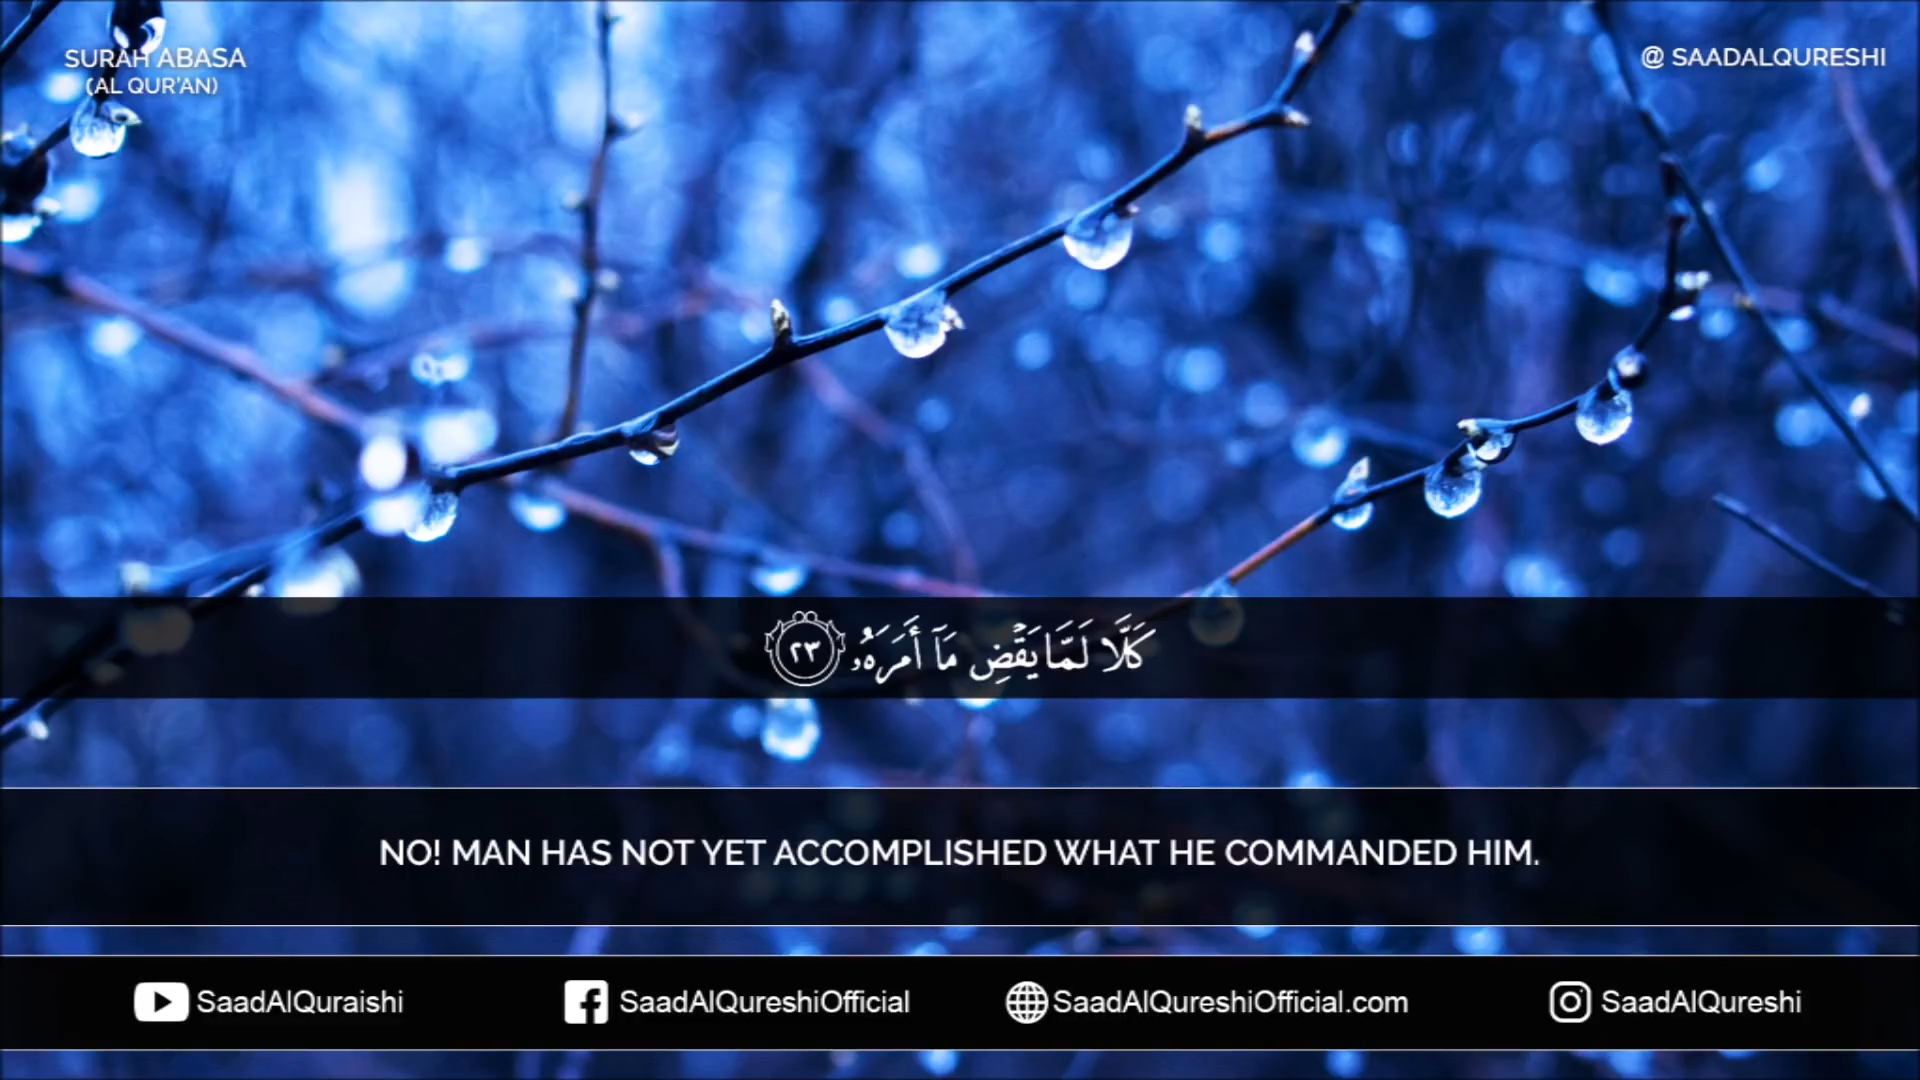 SURAH ABASA
(AL QUR'AN)
@ SAADALQURESHI
كَلَّا لَمَّا يَقْضِ مَآ أَمَرَهُۥ ٢٣
NO! MAN HAS NOT YET ACCOMPLISHED WHAT HE COMMANDED HIM.
SaadAlQuraishi
SaadAlQureshiOfficial
SaadAlQureshiOfficial.com
SaadAlQureshi